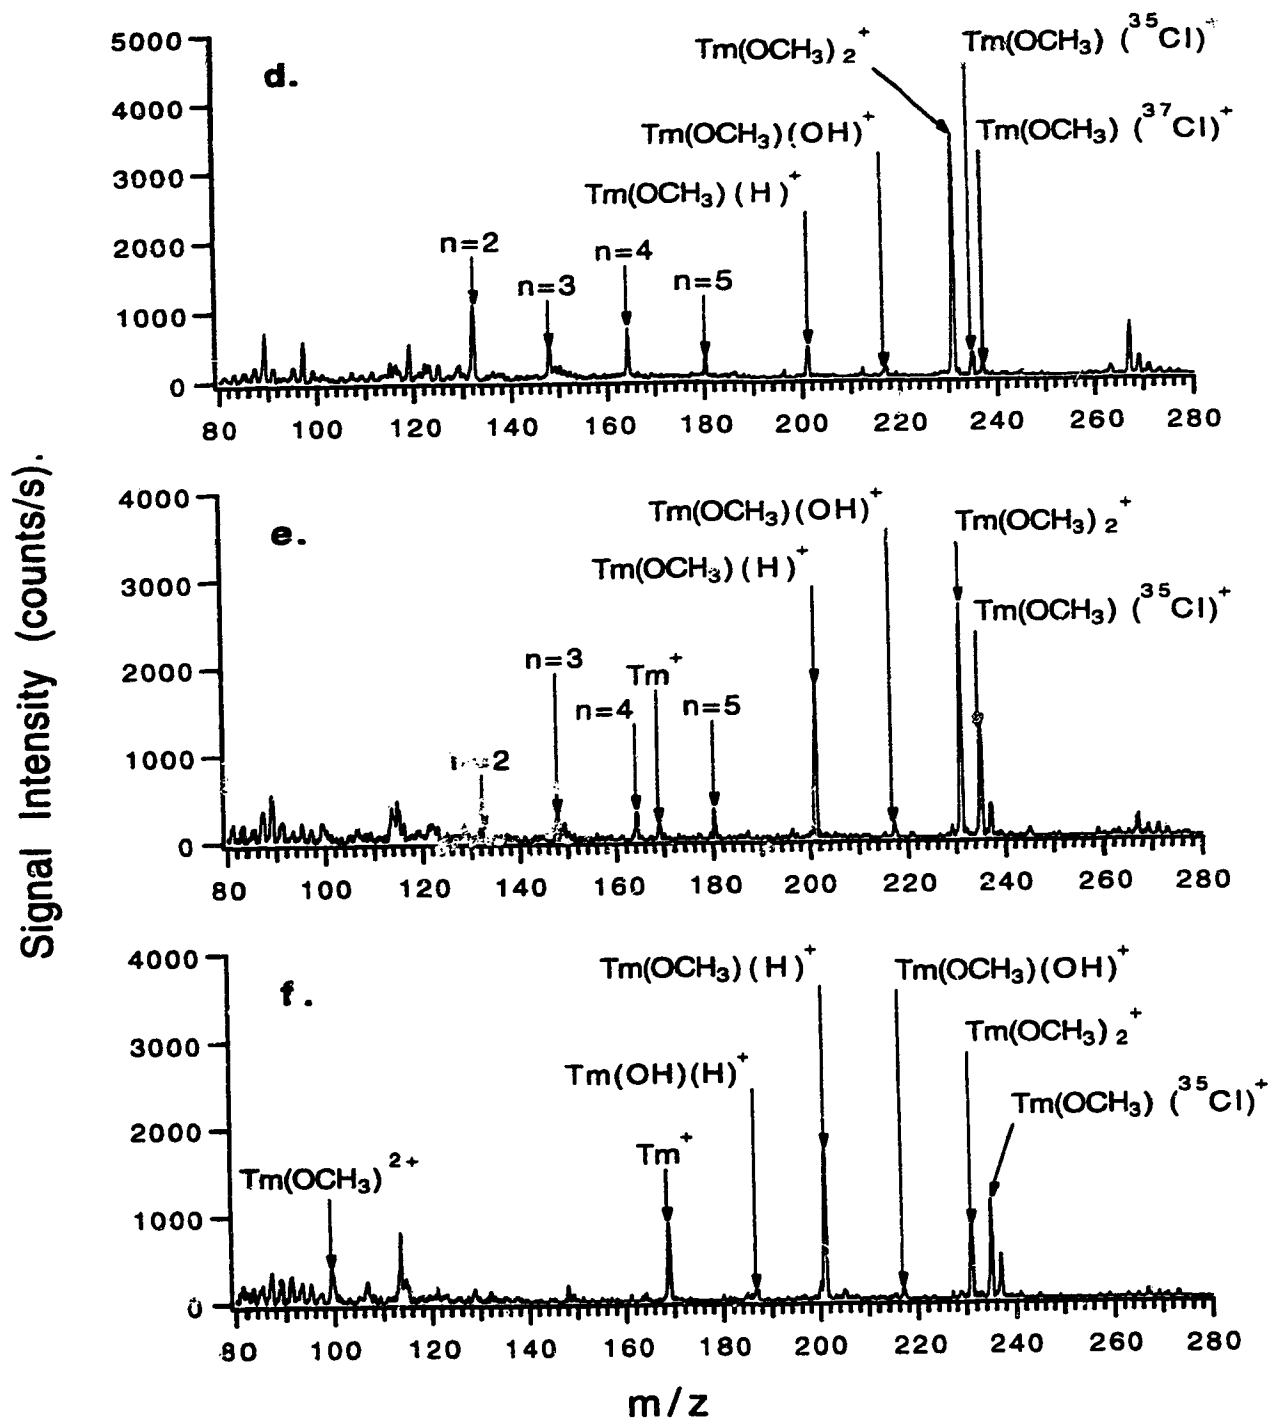 Signal Intensity (counts/s).
d.
5000
4000
3000
2000
1000
0
Tm(OCH₃)₂⁺
Tm(OCH₃) (³⁵Cl)⁺
Tm(OCH₃)(OH)⁺
Tm(OCH₃) (³⁷Cl)⁺
Tm(OCH₃) (H)⁺
n=2
n=3
n=4
n=5
80 100 120 140 160 180 200 220 240 260 280
e.
4000
3000
2000
1000
0
Tm(OCH₃)(OH)⁺
Tm(OCH₃)₂⁺
Tm(OCH₃) (H)⁺
Tm(OCH₃) (³⁵Cl)⁺
n=3
Tm⁺
n=4
n=5
80 100 120 140 160 180 200 220 240 260 280
f.
4000
3000
2000
1000
0
Tm(OCH₃) (H)⁺
Tm(OCH₃)(OH)⁺
Tm(OCH₃)₂⁺
Tm(OH)(H)⁺
Tm(OCH₃) (³⁵Cl)⁺
Tm⁺
Tm(OCH₃)²⁺
80 100 120 140 160 180 200 220 240 260 280
m/z